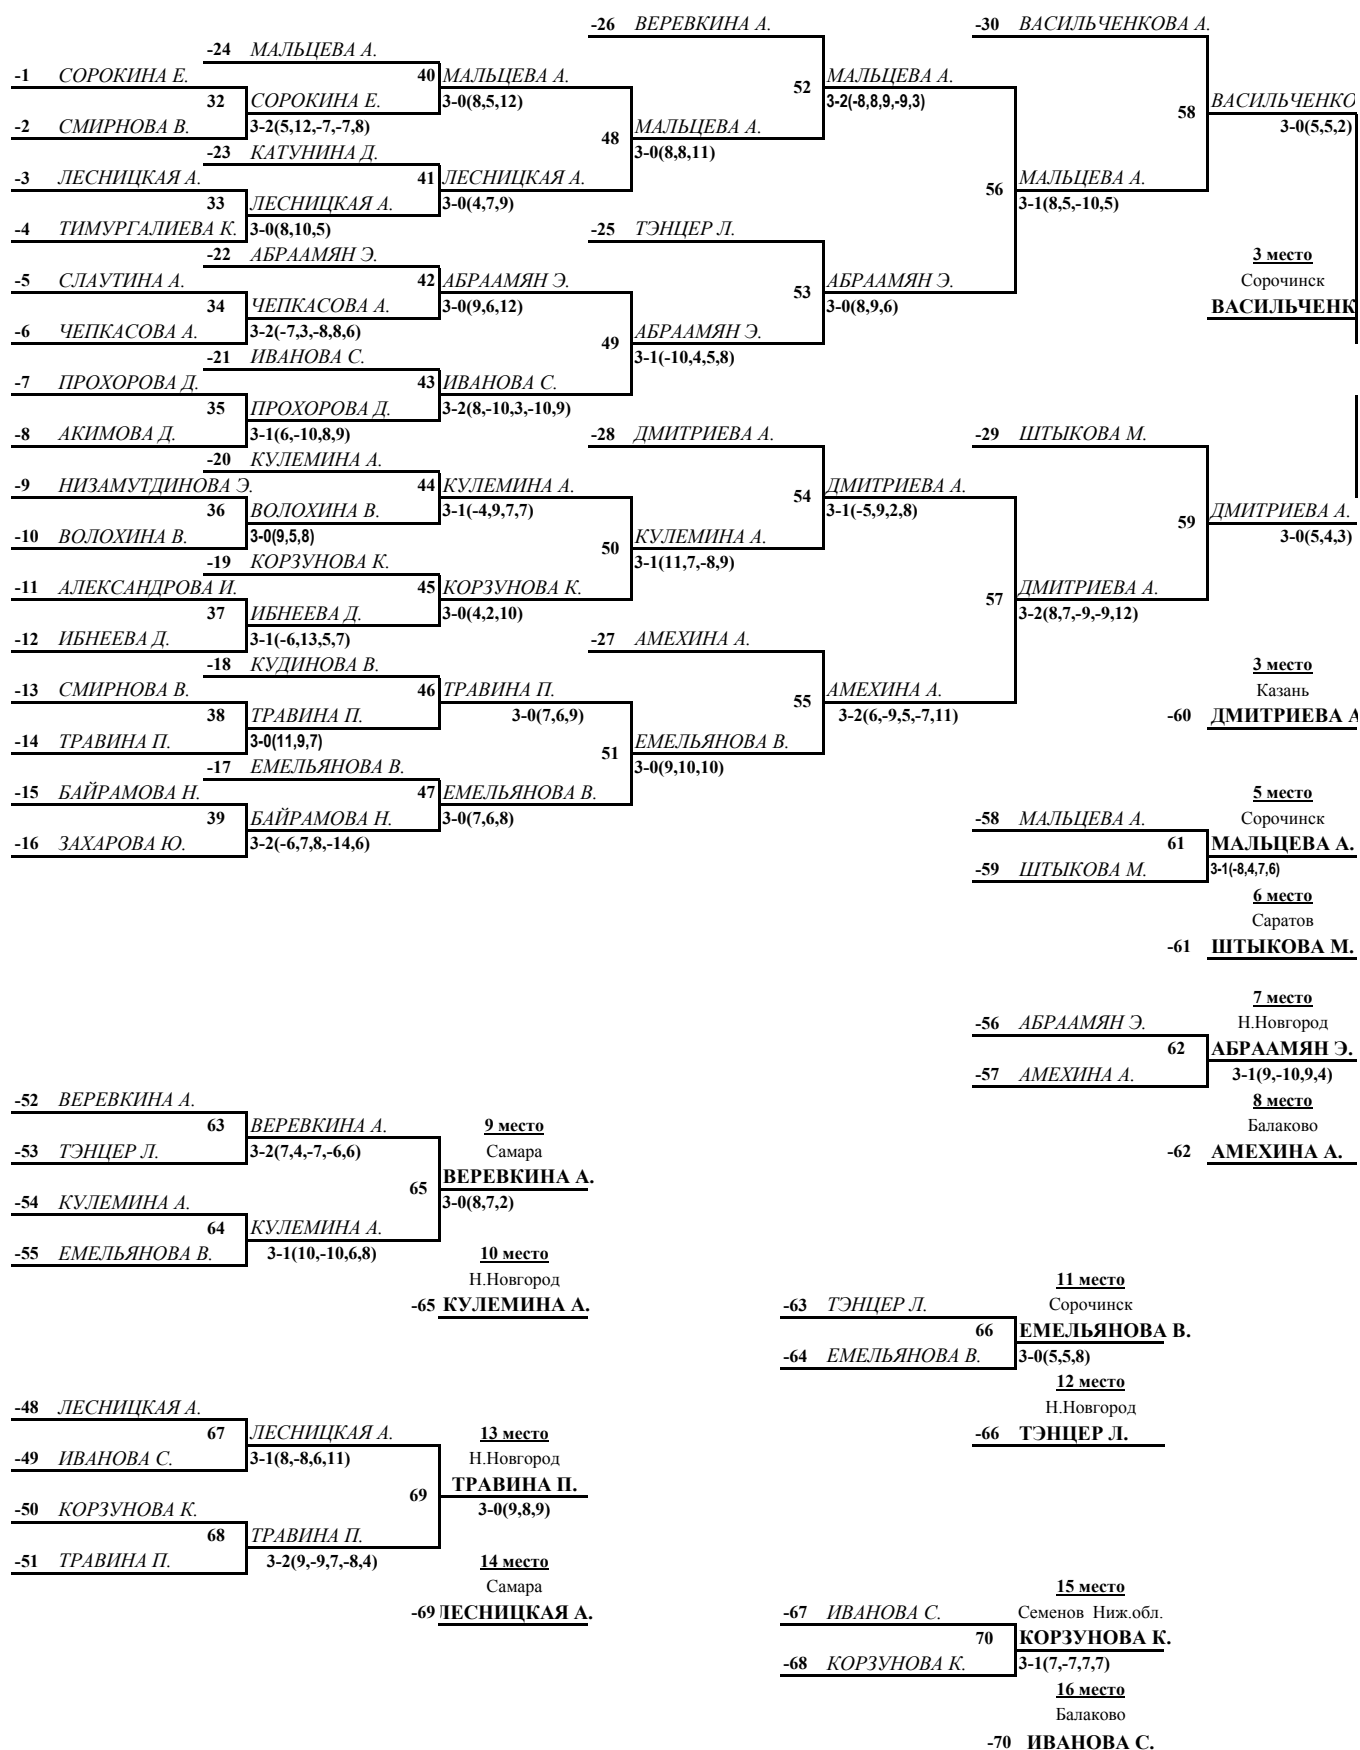 -26 ВЕРЕВКИНА А.
-30 ВАСИЛЬЧЕНКОВА А.
-24 МАЛЬЦЕВА А.
-1 СОРОКИНА Е.
40 МАЛЬЦЕВА А.
52 МАЛЬЦЕВА А.
32 СОРОКИНА Е.
3-0(8,5,12)
3-2(-8,8,9,-9,3)
58 ВАСИЛЬЧЕНКО
-2 СМИРНОВА В.
3-2(5,12,-7,-7,8)
48 МАЛЬЦЕВА А.
3-0(5,5,2)
-23 КАТУНИНА Д.
3-0(8,8,11)
-3 ЛЕСНИЦКАЯ А.
41 ЛЕСНИЦКАЯ А.
56 МАЛЬЦЕВА А.
33 ЛЕСНИЦКАЯ А.
3-0(4,7,9)
3-1(8,5,-10,5)
-4 ТИМУРГАЛИЕВА К.
3-0(8,10,5)
-25 ТЭНЦЕР Л.
-22 АБРААМЯН Э.
3 место
-5 СЛАУТИНА А.
42 АБРААМЯН Э.
53 АБРААМЯН Э.
Сорочинск
34 ЧЕПКАСОВА А.
3-0(9,6,12)
3-0(8,9,6)
ВАСИЛЬЧЕНК
-6 ЧЕПКАСОВА А.
3-2(-7,3,-8,8,6)
49 АБРААМЯН Э.
-21 ИВАНОВА С.
3-1(-10,4,5,8)
-7 ПРОХОРОВА Д.
43 ИВАНОВА С.
35 ПРОХОРОВА Д.
3-2(8,-10,3,-10,9)
-8 АКИМОВА Д.
3-1(6,-10,8,9)
-28 ДМИТРИЕВА А.
-29 ШТЫКОВА М.
-20 КУЛЕМИНА А.
-9 НИЗАМУТДИНОВА Э.
44 КУЛЕМИНА А.
54 ДМИТРИЕВА А.
36 ВОЛОХИНА В.
3-1(-4,9,7,7)
3-1(-5,9,2,8)
59 ДМИТРИЕВА А.
-10 ВОЛОХИНА В.
3-0(9,5,8)
50 КУЛЕМИНА А.
3-0(5,4,3)
-19 КОРЗУНОВА К.
3-1(11,7,-8,9)
-11 АЛЕКСАНДРОВА И.
45 КОРЗУНОВА К.
57 ДМИТРИЕВА А.
37 ИБНЕЕВА Д.
3-0(4,2,10)
3-2(8,7,-9,-9,12)
-12 ИБНЕЕВА Д.
3-1(-6,13,5,7)
-27 АМЕХИНА А.
-18 КУДИНОВА В.
3 место
-13 СМИРНОВА В.
46 ТРАВИНА П.
55 АМЕХИНА А.
Казань
38 ТРАВИНА П.
3-0(7,6,9)
3-2(6,-9,5,-7,11)
-60 ДМИТРИЕВА А
-14 ТРАВИНА П.
3-0(11,9,7)
51 ЕМЕЛЬЯНОВА В.
-17 ЕМЕЛЬЯНОВА В.
3-0(9,10,10)
-15 БАЙРАМОВА Н.
47 ЕМЕЛЬЯНОВА В.
5 место
39 БАЙРАМОВА Н.
3-0(7,6,8)
-58 МАЛЬЦЕВА А.
Сорочинск
-16 ЗАХАРОВА Ю.
3-2(-6,7,8,-14,6)
61 МАЛЬЦЕВА А.
-59 ШТЫКОВА М.
3-1(-8,4,7,6)
6 место
Саратов
-61 ШТЫКОВА М.
7 место
-56 АБРААМЯН Э.
Н.Новгород
62 АБРААМЯН Э.
-57 АМЕХИНА А.
3-1(9,-10,9,4)
-52 ВЕРЕВКИНА А.
8 место
63 ВЕРЕВКИНА А.
9 место
Балаково
-53 ТЭНЦЕР Л.
3-2(7,4,-7,-6,6)
Самара
-62 АМЕХИНА А.
65 ВЕРЕВКИНА А.
-54 КУЛЕМИНА А.
3-0(8,7,2)
64 КУЛЕМИНА А.
-55 ЕМЕЛЬЯНОВА В.
3-1(10,-10,6,8)
10 место
Н.Новгород
11 место
-65 КУЛЕМИНА А.
-63 ТЭНЦЕР Л.
Сорочинск
66 ЕМЕЛЬЯНОВА В.
-64 ЕМЕЛЬЯНОВА В.
3-0(5,5,8)
12 место
-48 ЛЕСНИЦКАЯ А.
Н.Новгород
67 ЛЕСНИЦКАЯ А.
13 место
-66 ТЭНЦЕР Л.
-49 ИВАНОВА С.
3-1(8,-8,6,11)
Н.Новгород
69 ТРАВИНА П.
-50 КОРЗУНОВА К.
3-0(9,8,9)
68 ТРАВИНА П.
-51 ТРАВИНА П.
3-2(9,-9,7,-8,4)
14 место
Самара
15 место
-69 ЛЕСНИЦКАЯ А.
-67 ИВАНОВА С.
Семенов Ниж.обл.
70 КОРЗУНОВА К.
-68 КОРЗУНОВА К.
3-1(7,-7,7,7)
16 место
Балаково
-70 ИВАНОВА С.